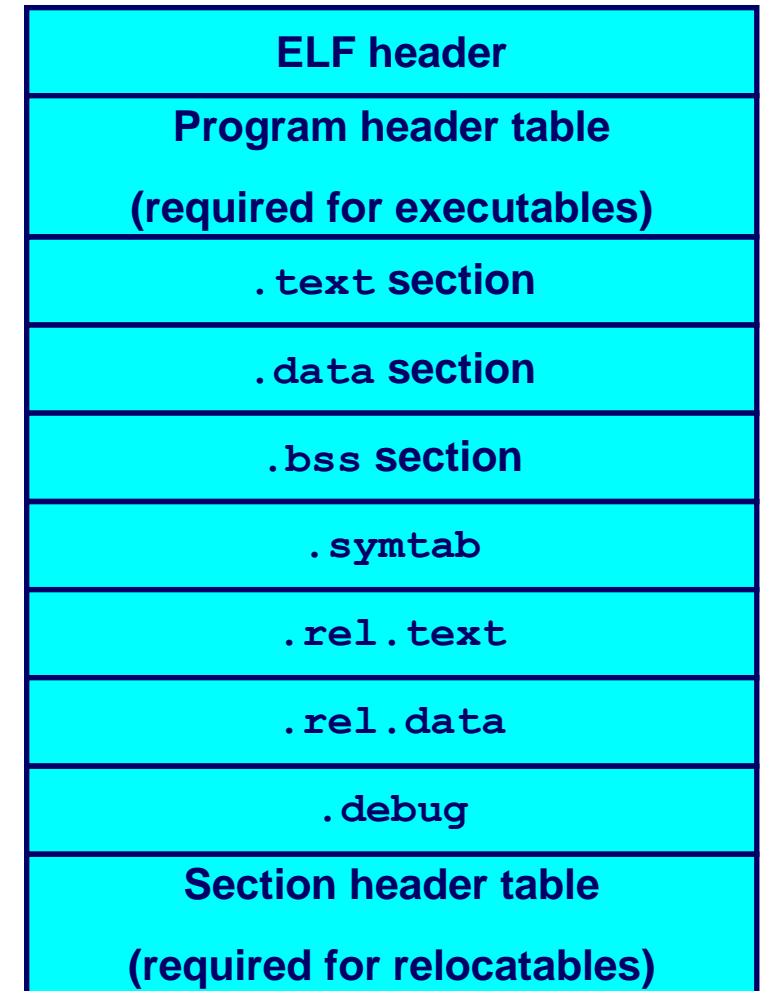 ELF header
Program header table
(required for executables)
.text section
.data section
.bss section
.symtab
.rel.text
.rel.data
.debug
Section header table
(required for relocatables)